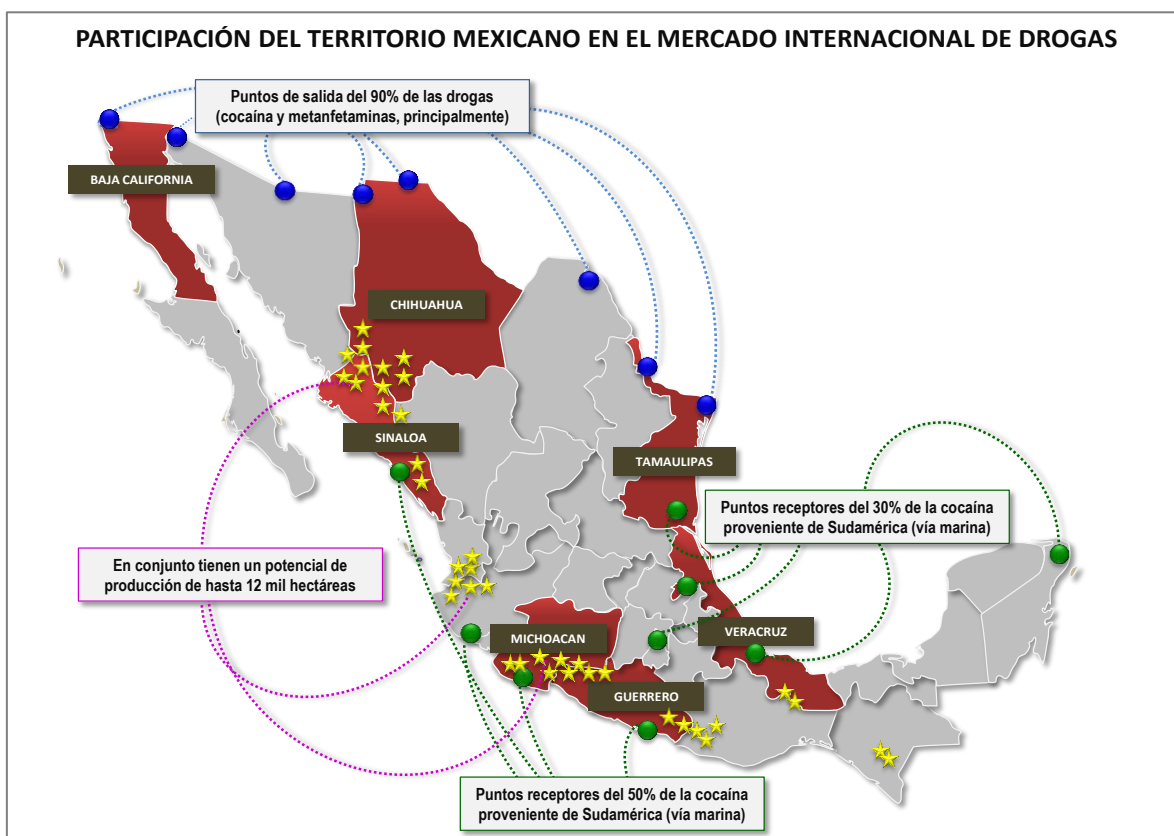 PARTICIPACIÓN DEL TERRITORIO MEXICANO EN EL MERCADO INTERNACIONAL DE DROGAS
Puntos de salida del 90% de las drogas
(cocaína y metanfetaminas, principalmente)
BAJA CALIFORNIA
CHIHUAHUA
SINALOA
TAMAULIPAS
Puntos receptores del 30% de la cocaína
proveniente de Sudamérica (vía marina)
En conjunto tienen un potencial de
producción de hasta 12 mil hectáreas
MICHOACAN
VERACRUZ
GUERRERO
Puntos receptores del 50% de la cocaína
proveniente de Sudamérica (vía marina)